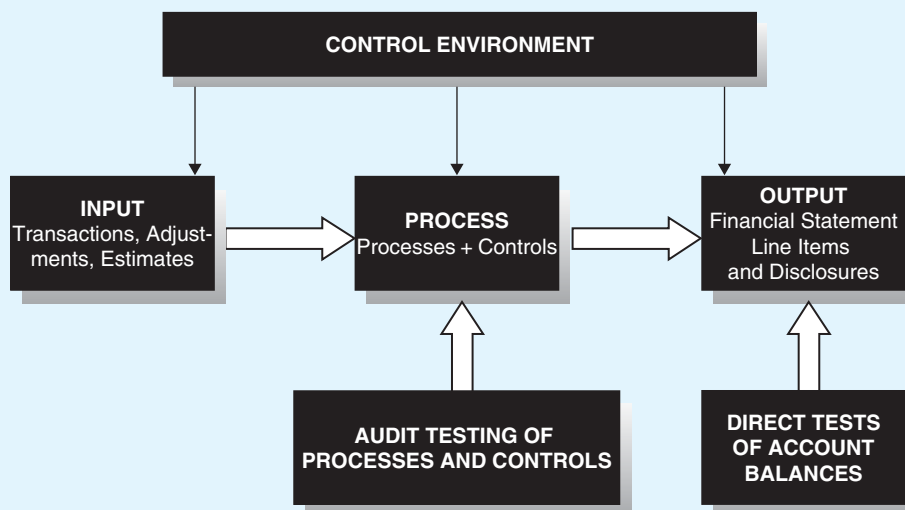 CONTROL ENVIRONMENT
INPUT
Transactions, Adjust-
ments, Estimates
PROCESS
Processes + Controls
OUTPUT
Financial Statement
Line Items
and Disclosures
AUDIT TESTING OF
PROCESSES AND CONTROLS
DIRECT TESTS
OF ACCOUNT
BALANCES